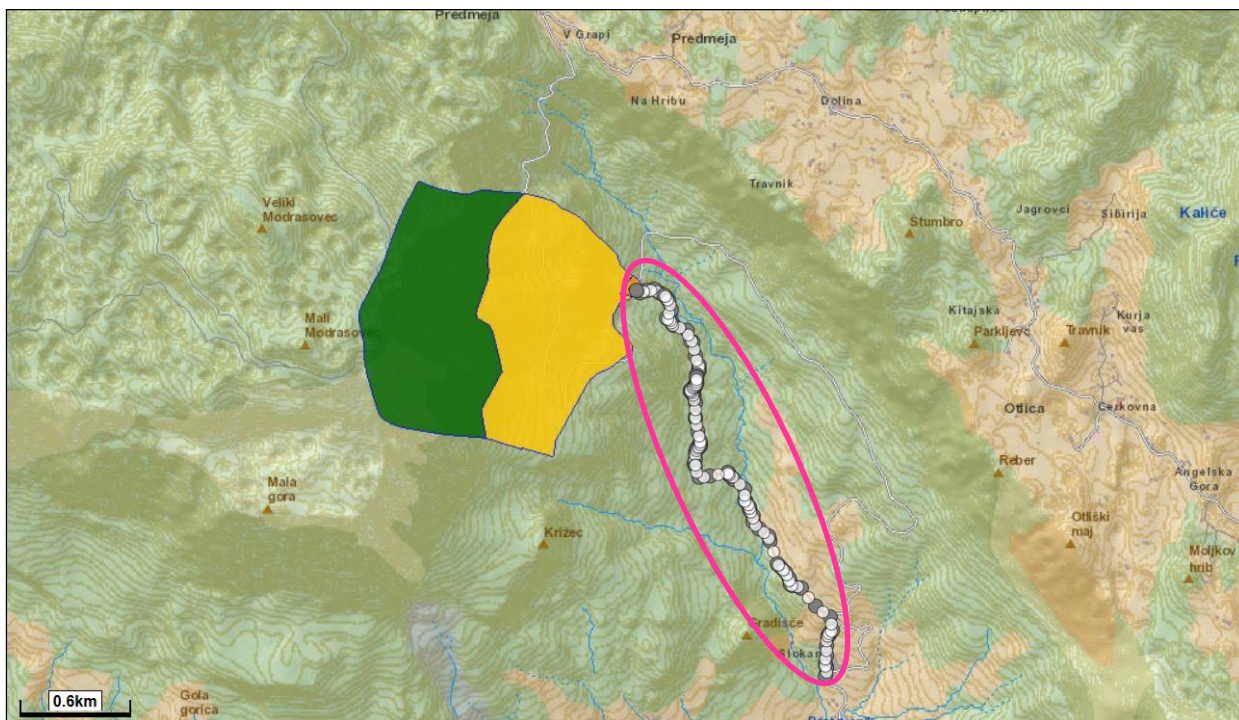 Predmeja
V Grapi
Predmeja
Na Hribu
Dolina
Travnik
Veliki
Modrasovec
Stumbro
Jagrovci
Sibirija
Kaliče
Mali
Modrasovec
Kitajska
Parkljevc
Travnik
Kurja
vas
Otlica
Cerkovna
Reber
Angelska
Gora
Mala
gora
Križec
Otliški
maj
Moljkov
hrib
Gradišče
Slokar
Gola
gorica
0.6km